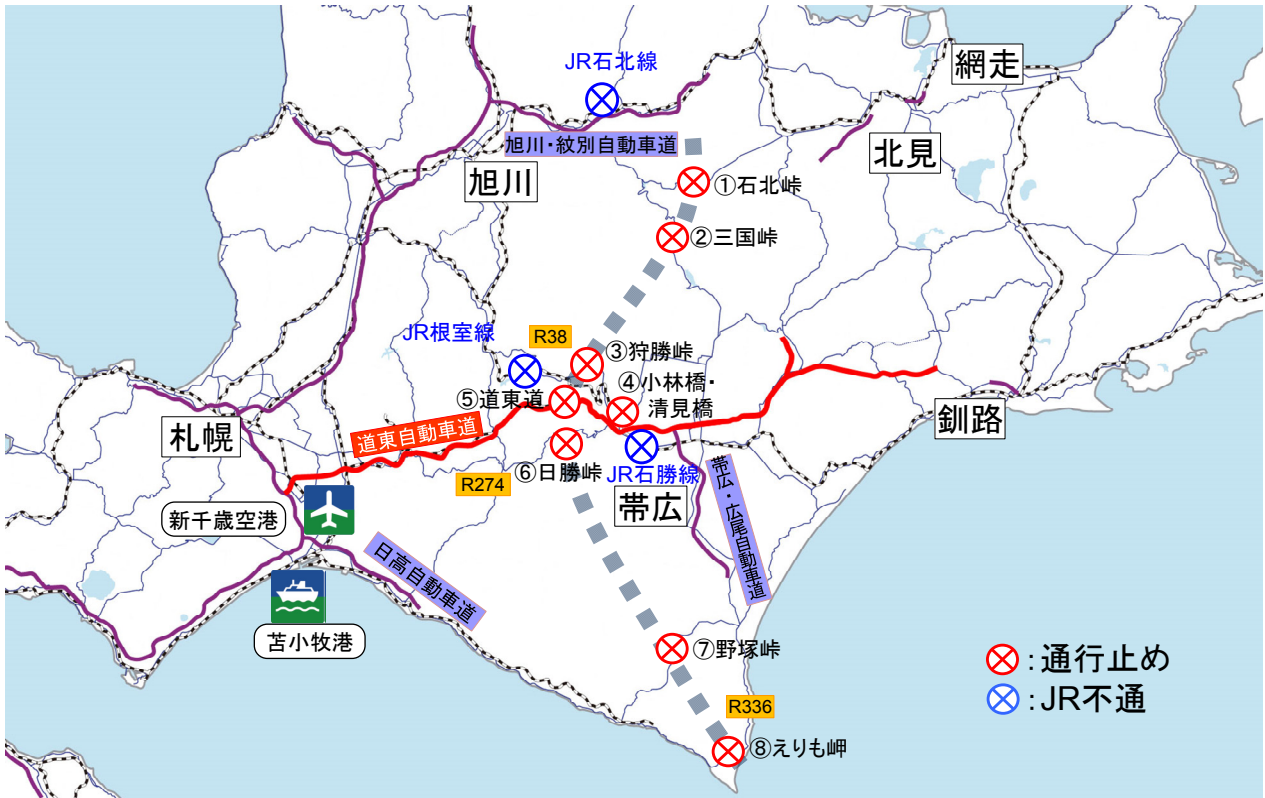 JR石北線
網走
旭川・紋別自動車道
北見
旭川
①石北峠
②三国峠
JR根室線
R38
③狩勝峠
④小林橋・
清見橋
⑤道東道
札幌
道東自動車道
釧路
⑥日勝峠
JR石勝線
R274
帯広
帯広・広尾自動車道
新千歳空港
日高自動車道
苫小牧港
⑦野塚峠
:通行止め
:JR不通
R336
⑧えりも岬